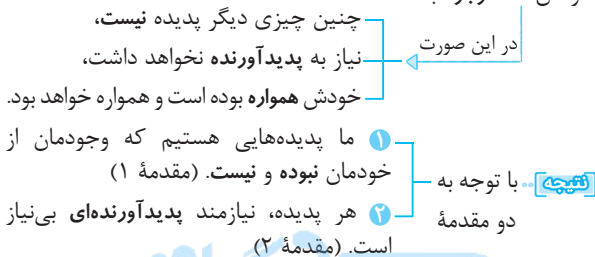 چنین چیزی دیگر پدیده نیست،
در این صورت
نیاز به پدیدآورنده نخواهد داشت،
خودش همواره بوده است و همواره خواهد بود.
نتیجه .. با توجه به دو مقدمهٔ
۱ ما پدیده‌هایی هستیم که وجودمان از
خودمان نبوده و نیست. (مقدمهٔ ۱)
۲ هر پدیده، نیازمند پدیدآورنده‌ای بی‌نیاز
است. (مقدمهٔ ۲)